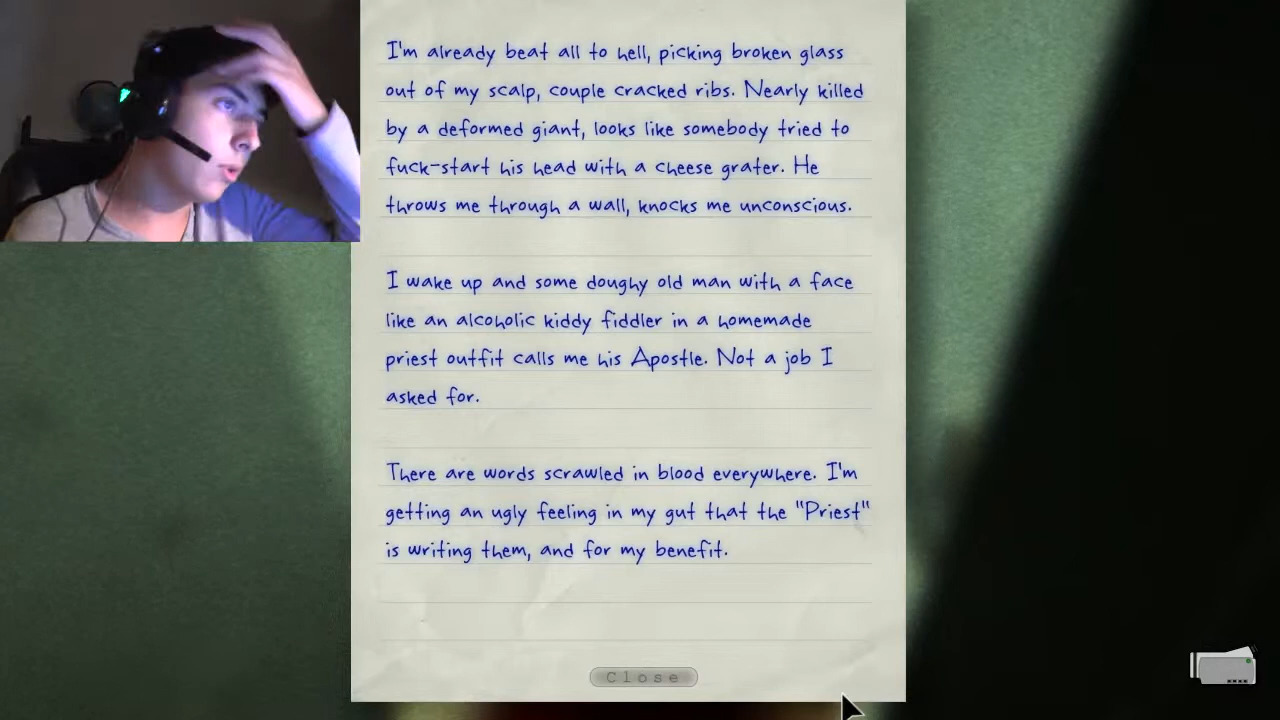 I'm already beat all to hell, picking broken glass
out of my scalp, couple cracked ribs. Nearly killed
by a deformed giant, looks like somebody tried to
fuck-start his head with a cheese grater. He
throws me through a wall, knocks me unconscious.
I wake up and some doughy old man with a face
like an alcoholic kiddy fiddler in a homemade
priest outfit calls me his Apostle. Not a job I
asked for.
There are words scrawled in blood everywhere. I'm
getting an ugly feeling in my gut that the "Priest"
is writing them, and for my benefit.
Close